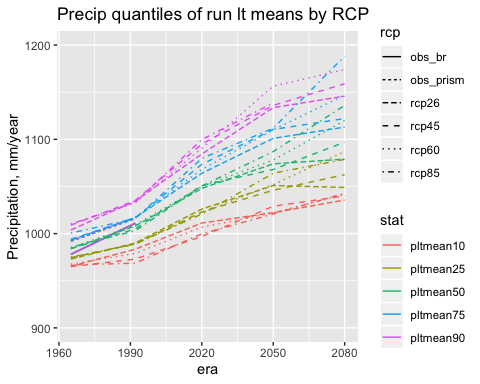 Precip quantiles of run lt means by RCP
Precipitation, mm/year
1200
1100
1000
900
1960
1990
2020
2050
2080
era
rcp
obs_br
obs_prism
rcp26
rcp45
rcp60
rcp85
stat
pltmean10
pltmean25
pltmean50
pltmean75
pltmean90